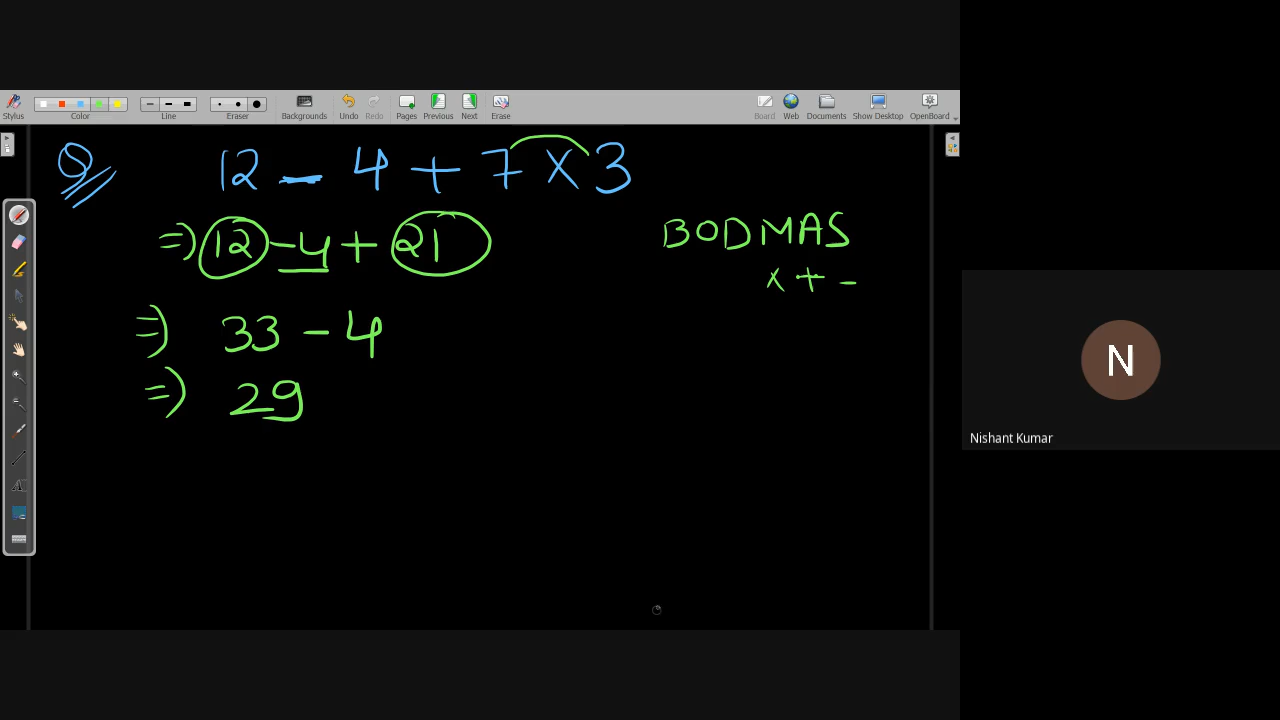 Stylus Color Line Eraser Backgrounds Undo Redo Pages Previous Next Erase Board Web Documents Show Desktop OpenBoard
Q 12 - 4 + 7 × 3
⇒ 12 - 4 + 21
BODMAS
× + -
⇒ 33 - 4
⇒ 29
N
Nishant Kumar